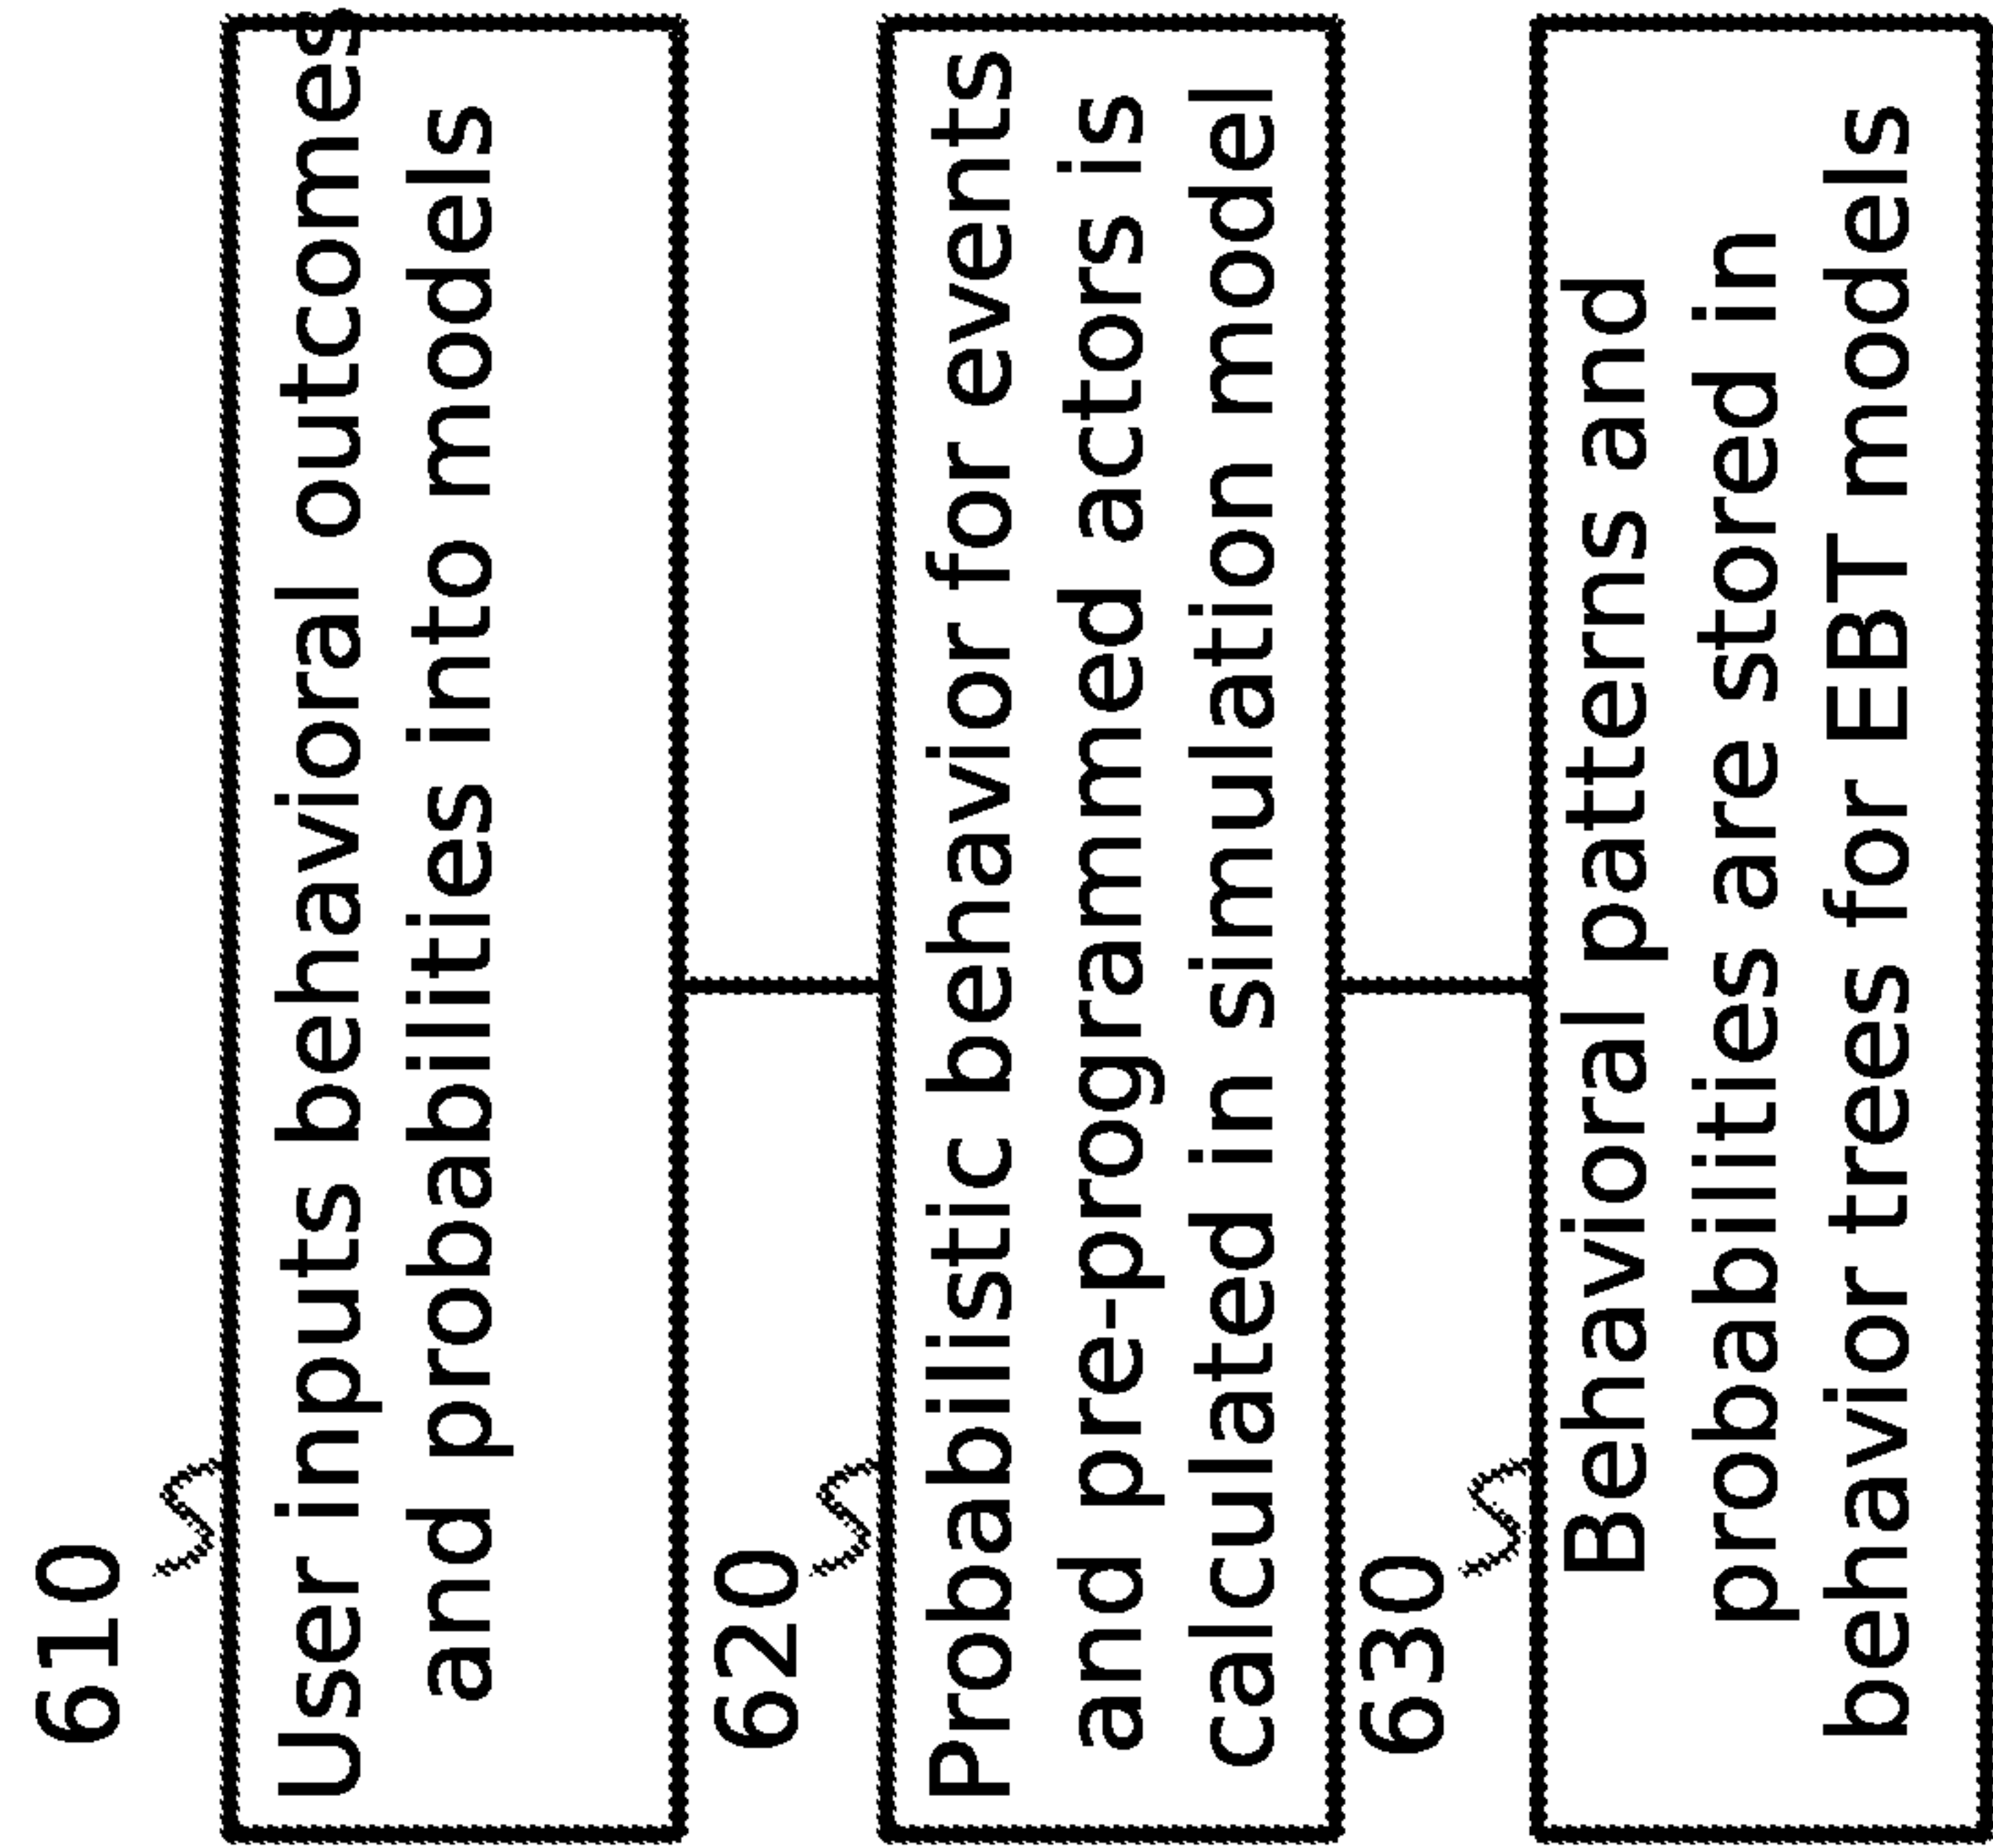 610
User inputs behavioral outcomes
and probabilities into models
620
Probabilistic behavior for events
and pre-programmed actors is
calculated in simulation model
630
Behavioral patterns and
probabilities are stored in
behavior trees for EBT models